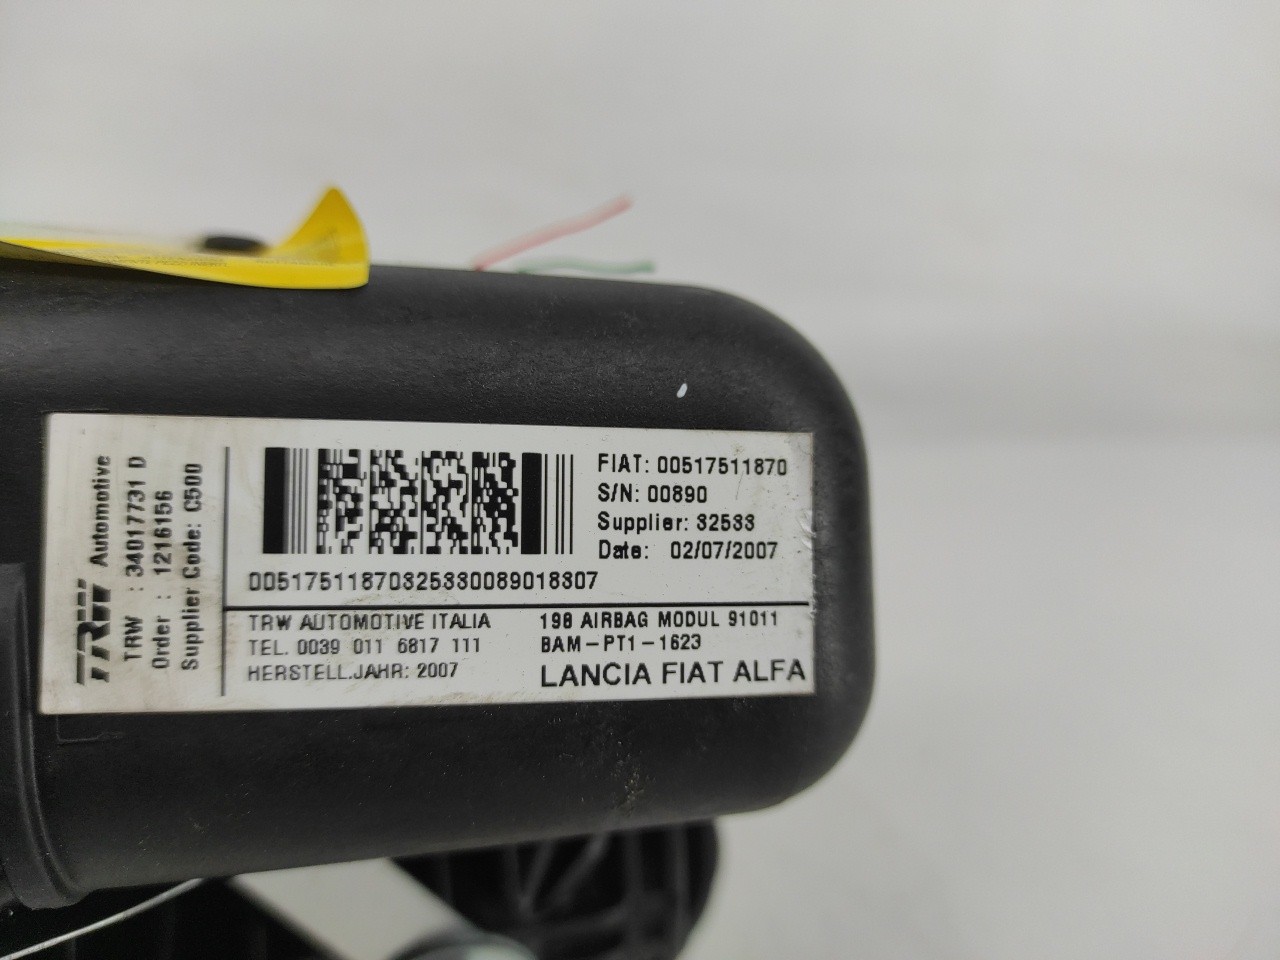 TRW Automotive
TRW : 34017731 D
Order : 1216156
Supplier Code: C500
FIAT: 00517511870
S/N: 00890
Supplier: 32533
Date: 02/07/2007
00517511870325330089018307
TRW AUTOMOTIVE ITALIA
TEL. 0039 011 6817 111
HERSTELL.JAHR: 2007
198 AIRBAG MODUL 91011
BAM-PT1-1623
LANCIA FIAT ALFA